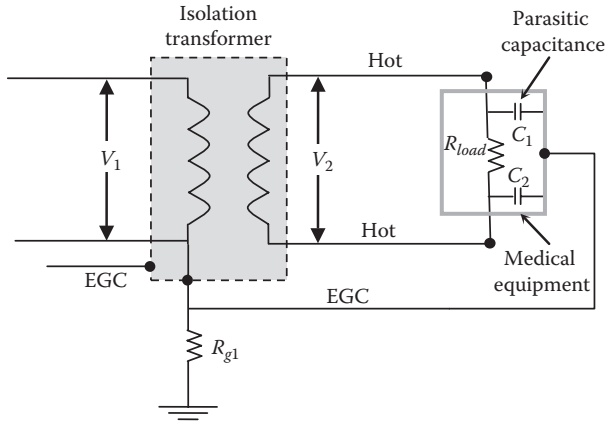 Isolation
transformer
Parasitic
capacitance
Hot
V1
V2
Rload
C1
C2
Hot
Medical
equipment
EGC
EGC
Rg1